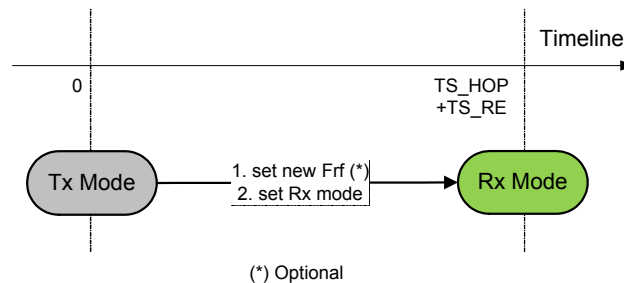 Timeline
0
TS_HOP
+TS_RE
Tx Mode
1. set new Frf (*)
2. set Rx mode
Rx Mode
(*) Optional